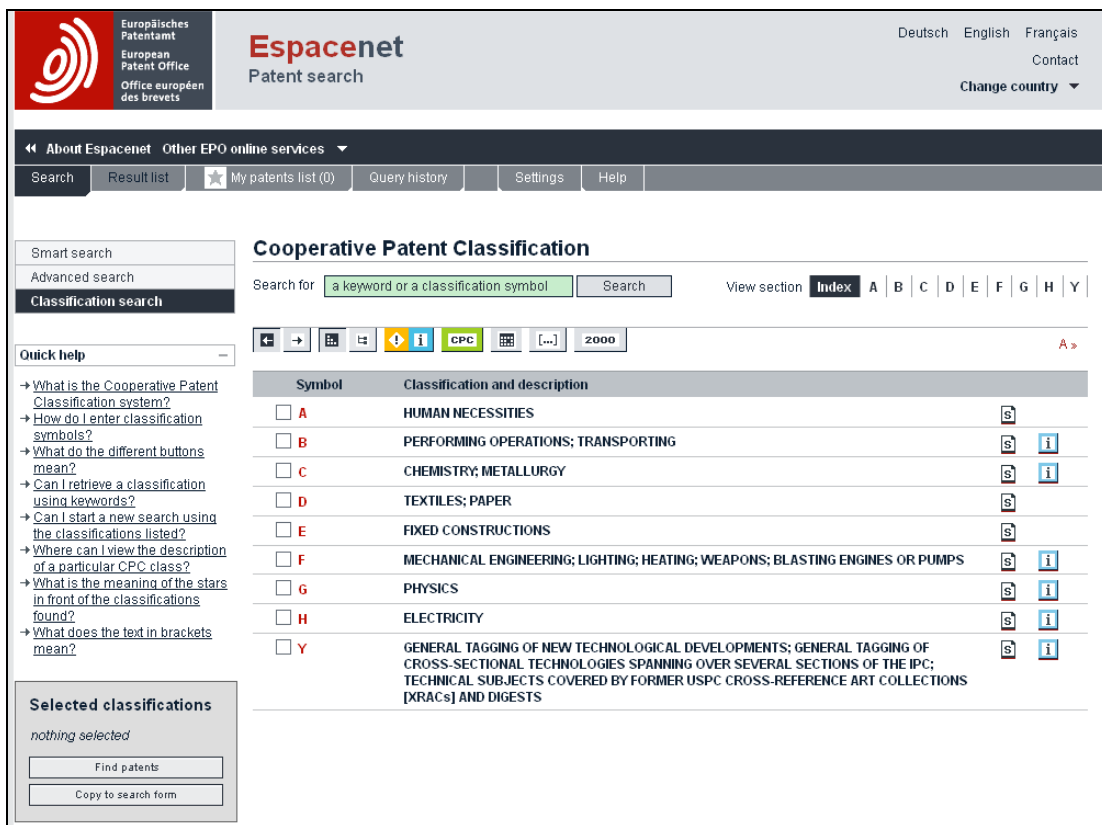 Europäisches
Patentamt
European
Patent Office
Office européen
des brevets
Espacenet
Patent search
Deutsch English Français
Contact
Change country
About Espacenet Other EPO online services
Search Result list My patents list (0) Query history Settings Help
Smart search
Advanced search
Classification search
Quick help –
What is the Cooperative Patent
Classification system?
How do I enter classification
symbols?
What do the different buttons
mean?
Can I retrieve a classification
using keywords?
Can I start a new search using
the classifications listed?
Where can I view the description
of a particular CPC class?
What is the meaning of the stars
in front of the classifications
found?
What does the text in brackets
mean?
Selected classifications
nothing selected
Find patents
Copy to search form
Cooperative Patent Classification
Search for a keyword or a classification symbol Search View section Index A B C D E F G H Y
! i CPC [...] 2000 A »
Symbol Classification and description
A HUMAN NECESSITIES S
B PERFORMING OPERATIONS; TRANSPORTING S i
C CHEMISTRY; METALLURGY S i
D TEXTILES; PAPER S
E FIXED CONSTRUCTIONS S
F MECHANICAL ENGINEERING; LIGHTING; HEATING; WEAPONS; BLASTING ENGINES OR PUMPS S i
G PHYSICS S i
H ELECTRICITY S i
Y GENERAL TAGGING OF NEW TECHNOLOGICAL DEVELOPMENTS; GENERAL TAGGING OF S i
CROSS-SECTIONAL TECHNOLOGIES SPANNING OVER SEVERAL SECTIONS OF THE IPC;
TECHNICAL SUBJECTS COVERED BY FORMER USPC CROSS-REFERENCE ART COLLECTIONS
[XRACs] AND DIGESTS